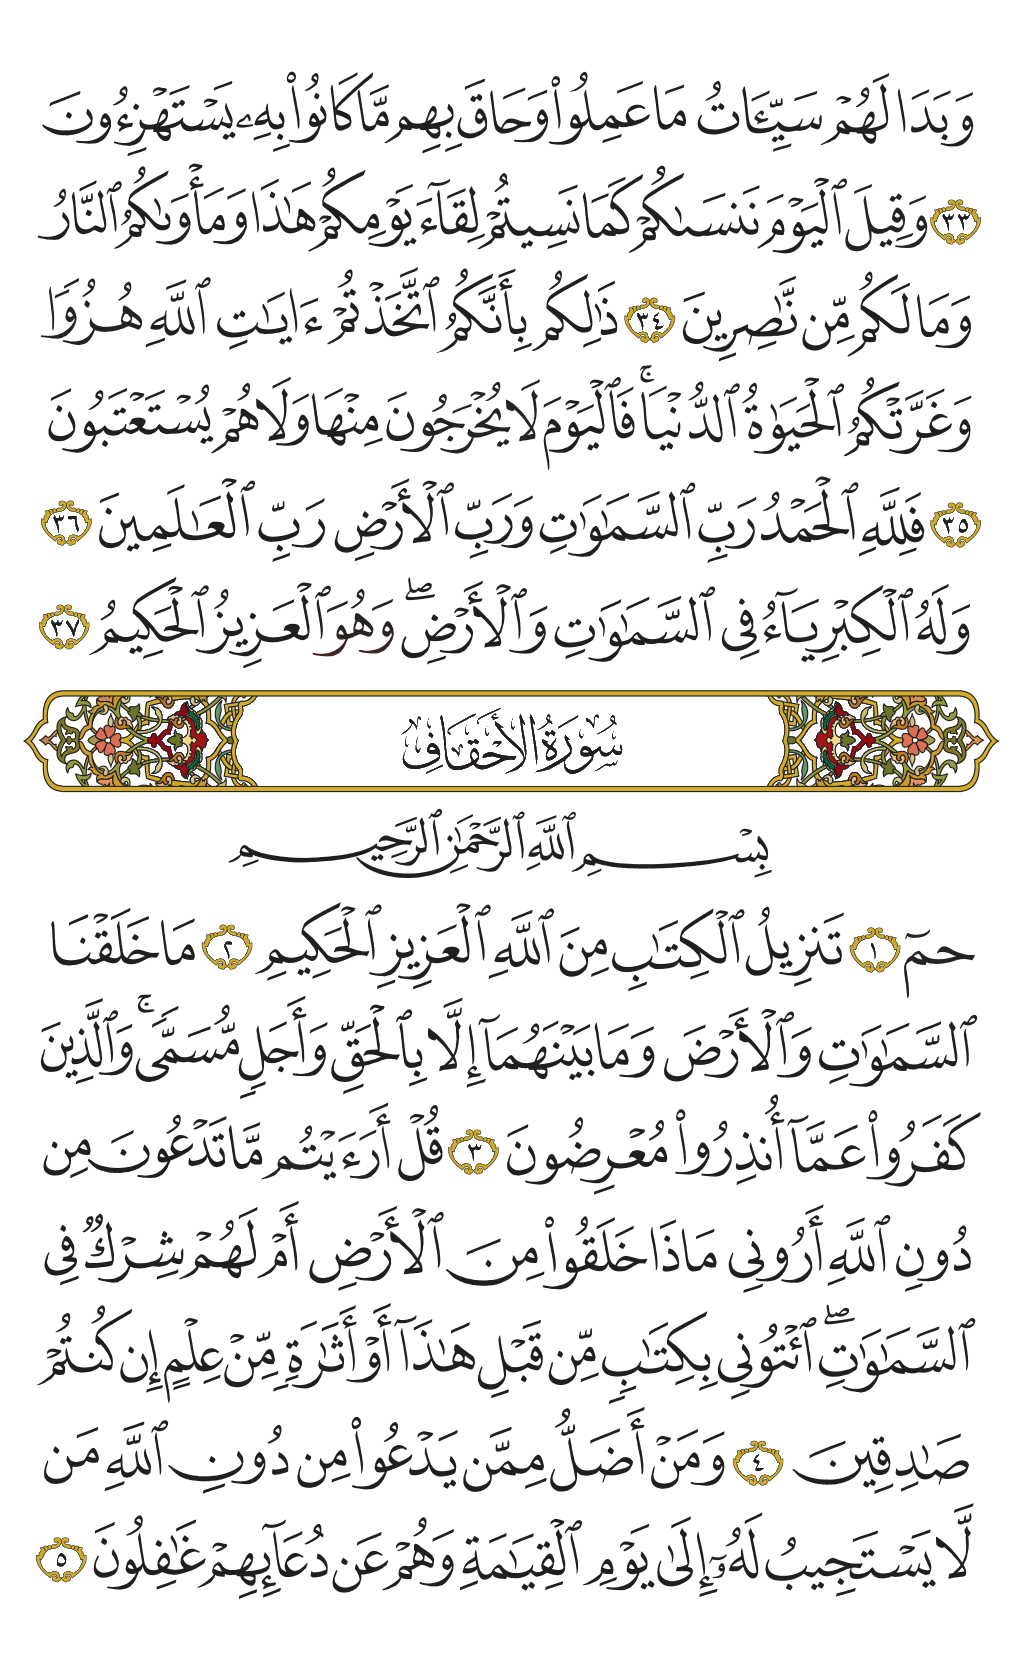 وَبَدَا لَهُمْ سَيِّـَٔاتُ مَا عَمِلُوا۟ وَحَاقَ بِهِم مَّا كَانُوا۟ بِهِۦ يَسْتَهْزِءُونَ
٣٣ وَقِيلَ ٱلْيَوْمَ نَنسَىٰكُمْ كَمَا نَسِيتُمْ لِقَآءَ يَوْمِكُمْ هَـٰذَا وَمَأْوَىٰكُمُ ٱلنَّارُ
وَمَا لَكُم مِّن نَّـٰصِرِينَ ٣٤ ذَٰلِكُم بِأَنَّكُمُ ٱتَّخَذْتُمْ ءَايَـٰتِ ٱللَّهِ هُزُوًا
وَغَرَّتْكُمُ ٱلْحَيَوٰةُ ٱلدُّنْيَا ۚ فَٱلْيَوْمَ لَا يُخْرَجُونَ مِنْهَا وَلَا هُمْ يُسْتَعْتَبُونَ
٣٥ فَلِلَّهِ ٱلْحَمْدُ رَبِّ ٱلسَّمَـٰوَٰتِ وَرَبِّ ٱلْأَرْضِ رَبِّ ٱلْعَـٰلَمِينَ ٣٦
وَلَهُ ٱلْكِبْرِيَآءُ فِى ٱلسَّمَـٰوَٰتِ وَٱلْأَرْضِ ۖ وَهُوَ ٱلْعَزِيزُ ٱلْحَكِيمُ ٣٧
سُورَةُ الأَحْقَافِ
بِسْمِ ٱللَّهِ ٱلرَّحْمَـٰنِ ٱلرَّحِيمِ
حمٓ ١ تَنزِيلُ ٱلْكِتَـٰبِ مِنَ ٱللَّهِ ٱلْعَزِيزِ ٱلْحَكِيمِ ٢ مَا خَلَقْنَا
ٱلسَّمَـٰوَٰتِ وَٱلْأَرْضَ وَمَا بَيْنَهُمَآ إِلَّا بِٱلْحَقِّ وَأَجَلٍ مُّسَمًّى ۚ وَٱلَّذِينَ
كَفَرُوا۟ عَمَّآ أُنذِرُوا۟ مُعْرِضُونَ ٣ قُلْ أَرَءَيْتُم مَّا تَدْعُونَ مِن
دُونِ ٱللَّهِ أَرُونِى مَاذَا خَلَقُوا۟ مِنَ ٱلْأَرْضِ أَمْ لَهُمْ شِرْكٌ فِى
ٱلسَّمَـٰوَٰتِ ۖ ٱئْتُونِى بِكِتَـٰبٍ مِّن قَبْلِ هَـٰذَآ أَوْ أَثَـٰرَةٍ مِّنْ عِلْمٍ إِن كُنتُمْ
صَـٰدِقِينَ ٤ وَمَنْ أَضَلُّ مِمَّن يَدْعُوا۟ مِن دُونِ ٱللَّهِ مَن
لَّا يَسْتَجِيبُ لَهُۥٓ إِلَىٰ يَوْمِ ٱلْقِيَـٰمَةِ وَهُمْ عَن دُعَآئِهِمْ غَـٰفِلُونَ ٥